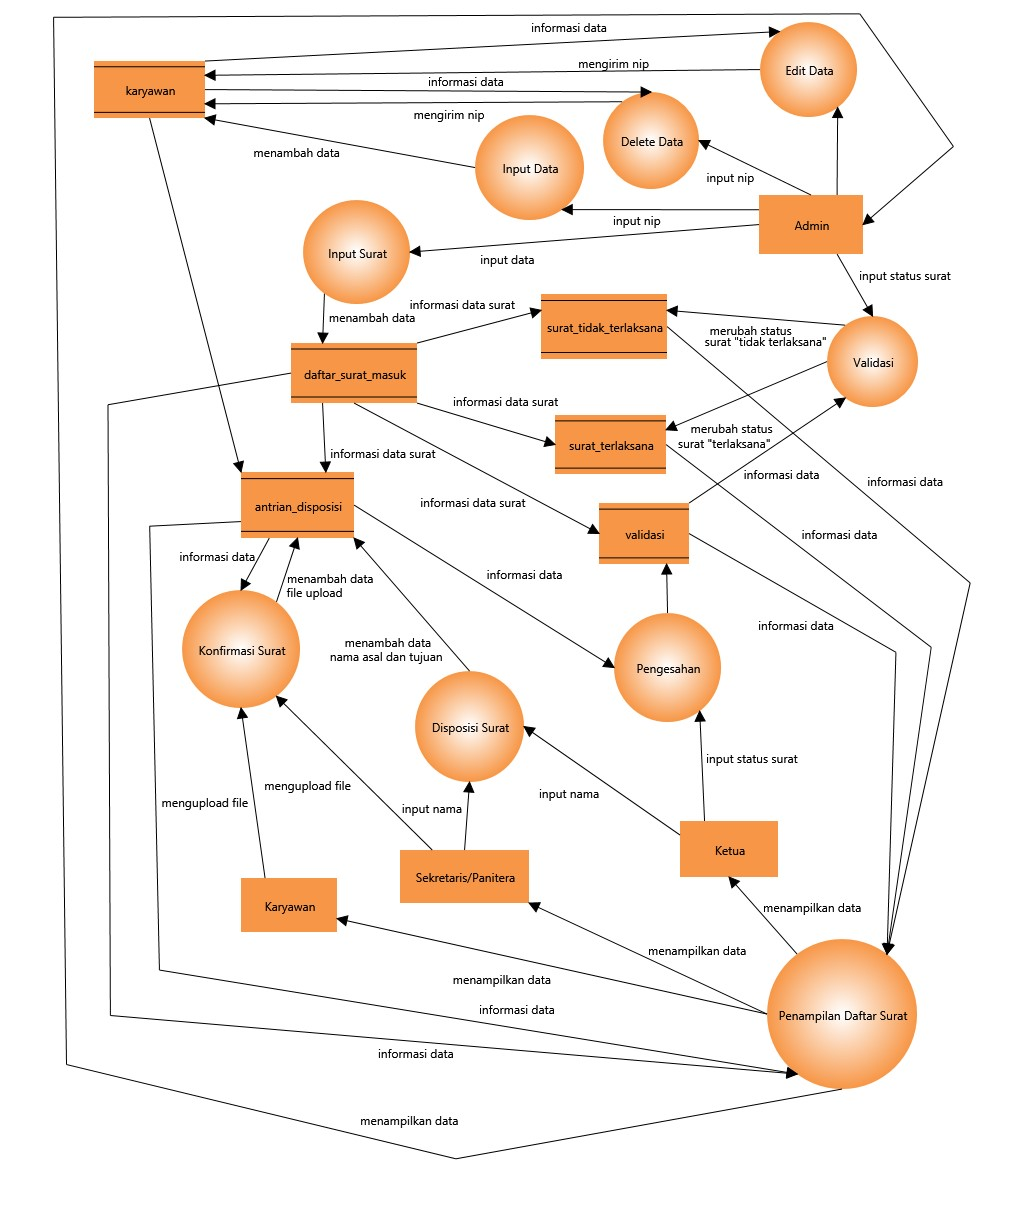 informasi data
karyawan
mengirim nip
Edit Data
informasi data
mengirim nip
menambah data
Input Data
Delete Data
input nip
input nip
Admin
Input Surat
input data
input status surat
menambah data
informasi data surat
surat_tidak_terlaksana
merubah status
surat "tidak terlaksana"
Validasi
daftar_surat_masuk
informasi data surat
surat_terlaksana
merubah status
surat "terlaksana"
informasi data surat
informasi data
informasi data
antrian_disposisi
informasi data surat
validasi
informasi data
informasi data
menambah data
file upload
informasi data
informasi data
Konfirmasi Surat
menambah data
nama asal dan tujuan
Pengesahan
Disposisi Surat
input status surat
mengupload file
mengupload file
input nama
input nama
Ketua
Sekretaris/Panitera
Karyawan
menampilkan data
menampilkan data
menampilkan data
informasi data
Penampilan Daftar Surat
informasi data
menampilkan data